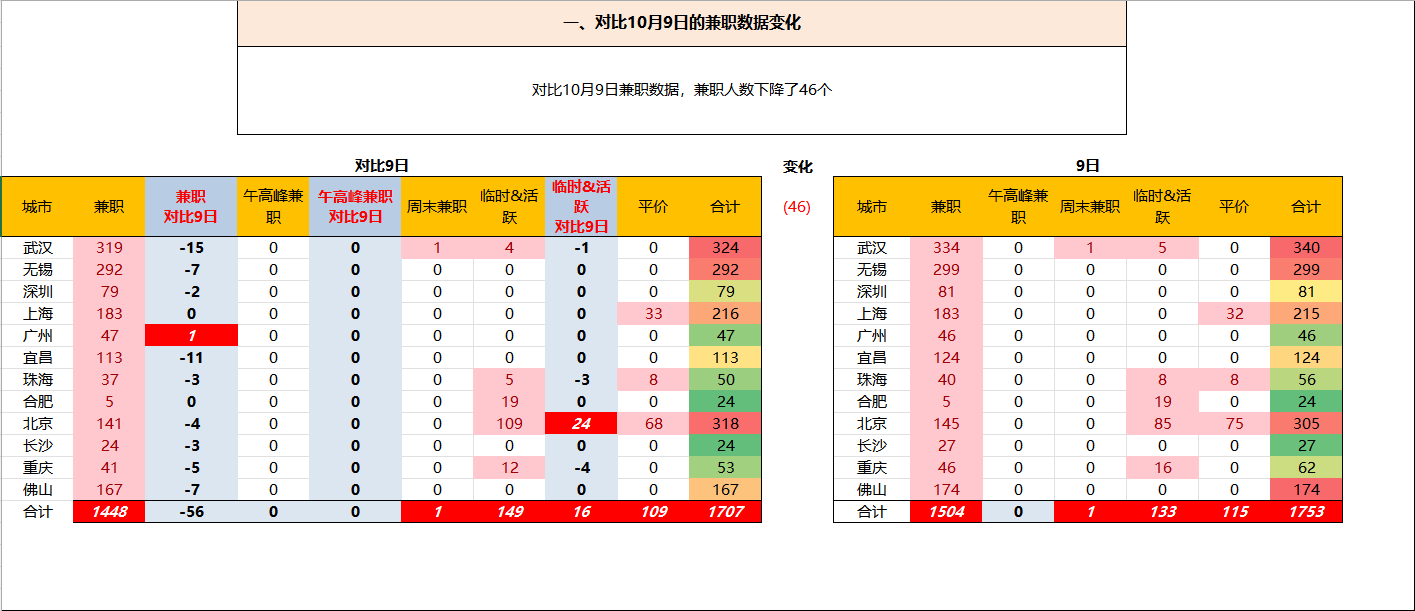 一、对比10月9日的兼职数据变化
对比10月9日兼职数据，兼职人数下降了46个
对比9日 变化 9日
城市 兼职 兼职 对比9日 午高峰兼职 午高峰兼职 对比9日 周末兼职 临时&活跃 临时&活跃 对比9日 平价 合计 (46) 城市 兼职 午高峰兼职 周末兼职 临时&活跃 平价 合计
武汉 319 -15 0 0 1 4 -1 0 324 武汉 334 0 1 5 0 340
无锡 292 -7 0 0 0 0 0 0 292 无锡 299 0 0 0 0 299
深圳 79 -2 0 0 0 0 0 0 79 深圳 81 0 0 0 0 81
上海 183 0 0 0 0 0 0 33 216 上海 183 0 0 0 32 215
广州 47 1 0 0 0 0 0 0 47 广州 46 0 0 0 0 46
宜昌 113 -11 0 0 0 0 0 0 113 宜昌 124 0 0 0 0 124
珠海 37 -3 0 0 0 5 -3 8 50 珠海 40 0 0 8 8 56
合肥 5 0 0 0 0 19 0 0 24 合肥 5 0 0 19 0 24
北京 141 -4 0 0 0 109 24 68 318 北京 145 0 0 85 75 305
长沙 24 -3 0 0 0 0 0 0 24 长沙 27 0 0 0 0 27
重庆 41 -5 0 0 0 12 -4 0 53 重庆 46 0 0 16 0 62
佛山 167 -7 0 0 0 0 0 0 167 佛山 174 0 0 0 0 174
合计 1448 -56 0 0 1 149 16 109 1707 合计 1504 0 1 133 115 1753